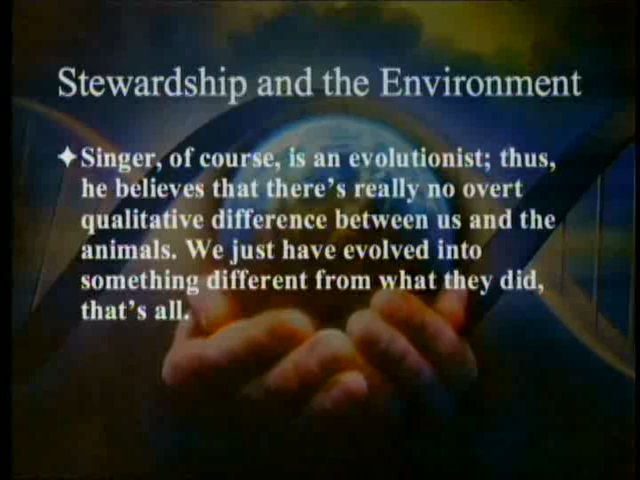 Stewardship and the Environment
✦Singer, of course, is an evolutionist; thus,
he believes that there's really no overt
qualitative difference between us and the
animals. We just have evolved into
something different from what they did,
that's all.